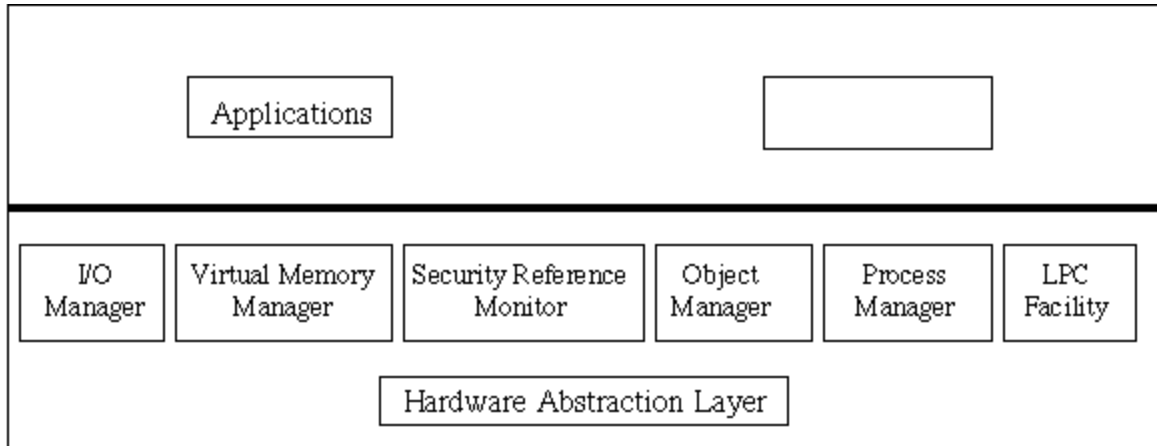 Applications
I/O
Manager
Virtual Memory
Manager
Security Reference
Monitor
Object
Manager
Process
Manager
LPC
Facility
Hardware Abstraction Layer